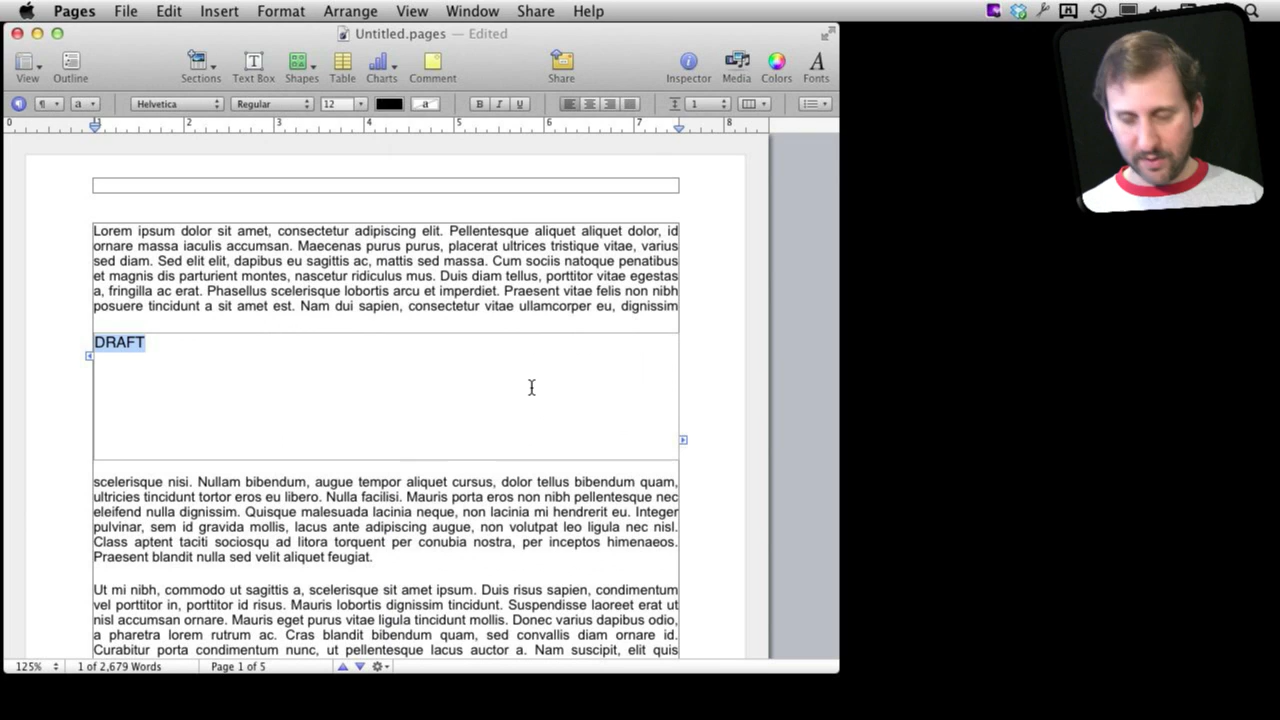 Pages File Edit Insert Format Arrange View Window Share Help
Untitled.pages — Edited
View Outline Sections Text Box Shapes Table Charts Comment Share Inspector Media Colors Fonts
¶ a Helvetica Regular 12 a B I U 1
0 1 2 3 4 5 6 7 8
Lorem ipsum dolor sit amet, consectetur adipiscing elit. Pellentesque aliquet aliquet dolor, id
ornare massa iaculis accumsan. Maecenas purus purus, placerat ultrices tristique vitae, varius
sed diam. Sed elit elit, dapibus eu sagittis ac, mattis sed massa. Cum sociis natoque penatibus
et magnis dis parturient montes, nascetur ridiculus mus. Duis diam tellus, porttitor vitae egestas
a, fringilla ac erat. Phasellus scelerisque lobortis arcu et imperdiet. Praesent vitae felis non nibh
posuere tincidunt a sit amet est. Nam dui sapien, consectetur vitae ullamcorper eu, dignissim
DRAFT
scelerisque nisi. Nullam bibendum, augue tempor aliquet cursus, dolor tellus bibendum quam,
ultricies tincidunt tortor eros eu libero. Nulla facilisi. Mauris porta eros non nibh pellentesque nec
eleifend nulla dignissim. Quisque malesuada lacinia neque, non lacinia mi hendrerit eu. Integer
pulvinar, sem id gravida mollis, lacus ante adipiscing augue, non volutpat leo ligula nec nisl.
Class aptent taciti sociosqu ad litora torquent per conubia nostra, per inceptos himenaeos.
Praesent blandit nulla sed velit aliquet feugiat.
Ut mi nibh, commodo ut sagittis a, scelerisque sit amet ipsum. Duis risus sapien, condimentum
vel porttitor in, porttitor id risus. Mauris lobortis dignissim tincidunt. Suspendisse laoreet erat ut
nisl accumsan ornare. Mauris eget purus vitae ligula tincidunt mollis. Donec varius dapibus odio,
a pharetra lorem rutrum ac. Cras blandit bibendum quam, sed convallis diam ornare id.
Curabitur porta condimentum nunc, ut pellentesque lacus auctor a. Nam suscipit, elit quis
125% 1 of 2,679 Words Page 1 of 5